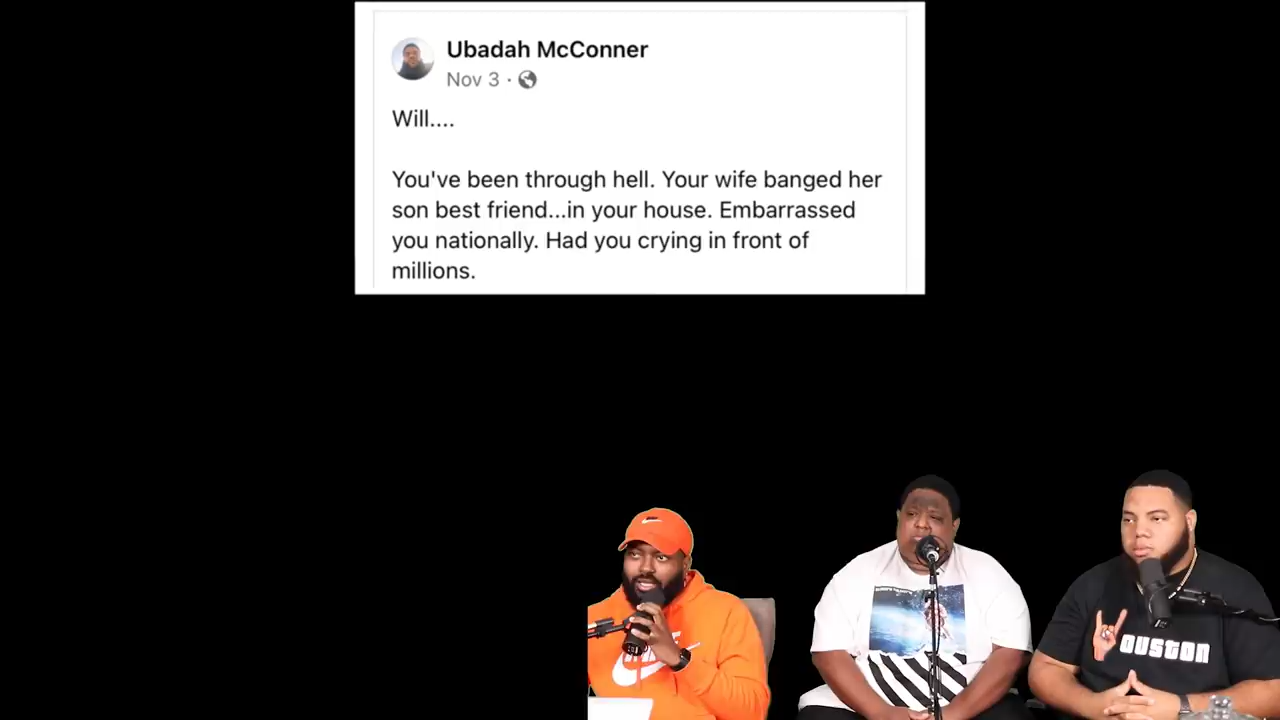 Ubadah McConner
Nov 3 ·
Will....
You've been through hell. Your wife banged her
son best friend...in your house. Embarrassed
you nationally. Had you crying in front of
millions.
OUSTON